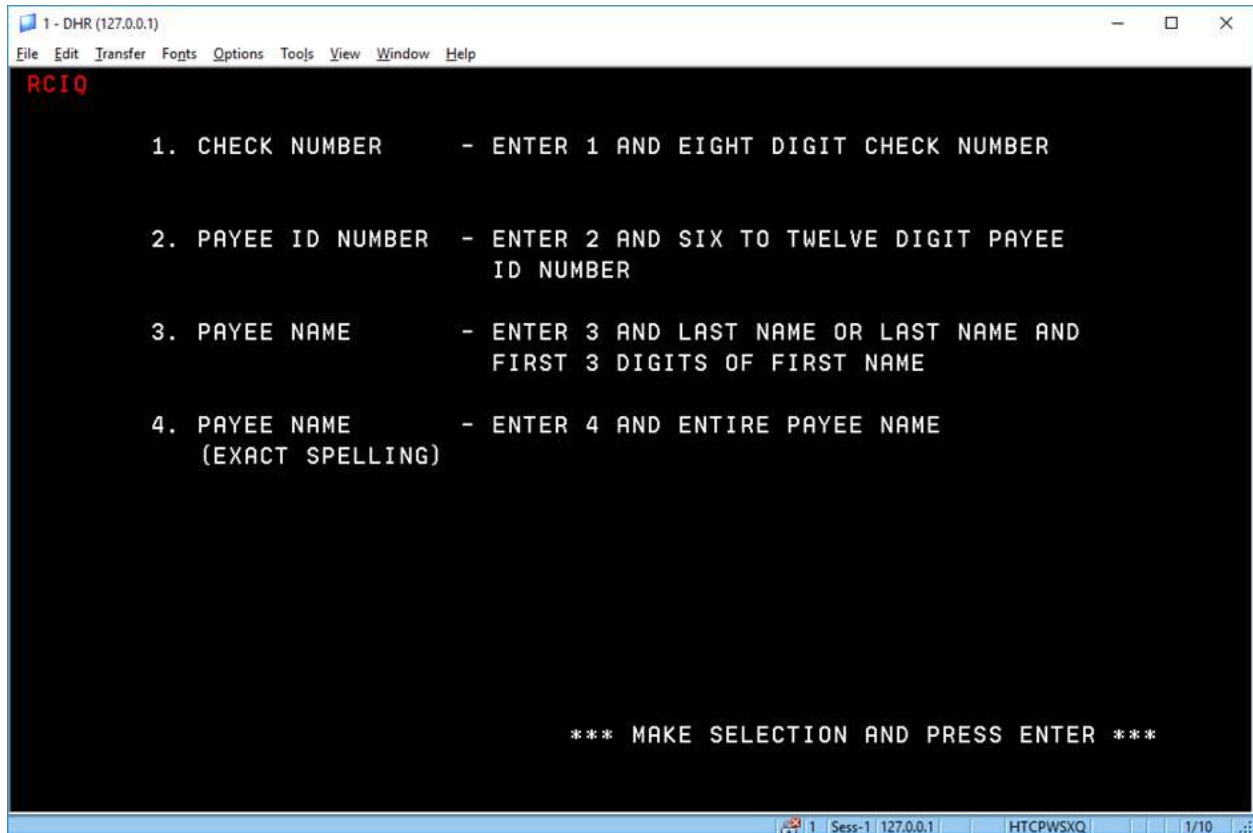 1 - DHR (127.0.0.1)
File Edit Transfer Fonts Options Tools View Window Help
RCIQ
1. CHECK NUMBER - ENTER 1 AND EIGHT DIGIT CHECK NUMBER
2. PAYEE ID NUMBER - ENTER 2 AND SIX TO TWELVE DIGIT PAYEE
ID NUMBER
3. PAYEE NAME - ENTER 3 AND LAST NAME OR LAST NAME AND
FIRST 3 DIGITS OF FIRST NAME
4. PAYEE NAME - ENTER 4 AND ENTIRE PAYEE NAME
(EXACT SPELLING)
*** MAKE SELECTION AND PRESS ENTER ***
1 Sess-1 127.0.0.1 HTCPWSXQ 1/10